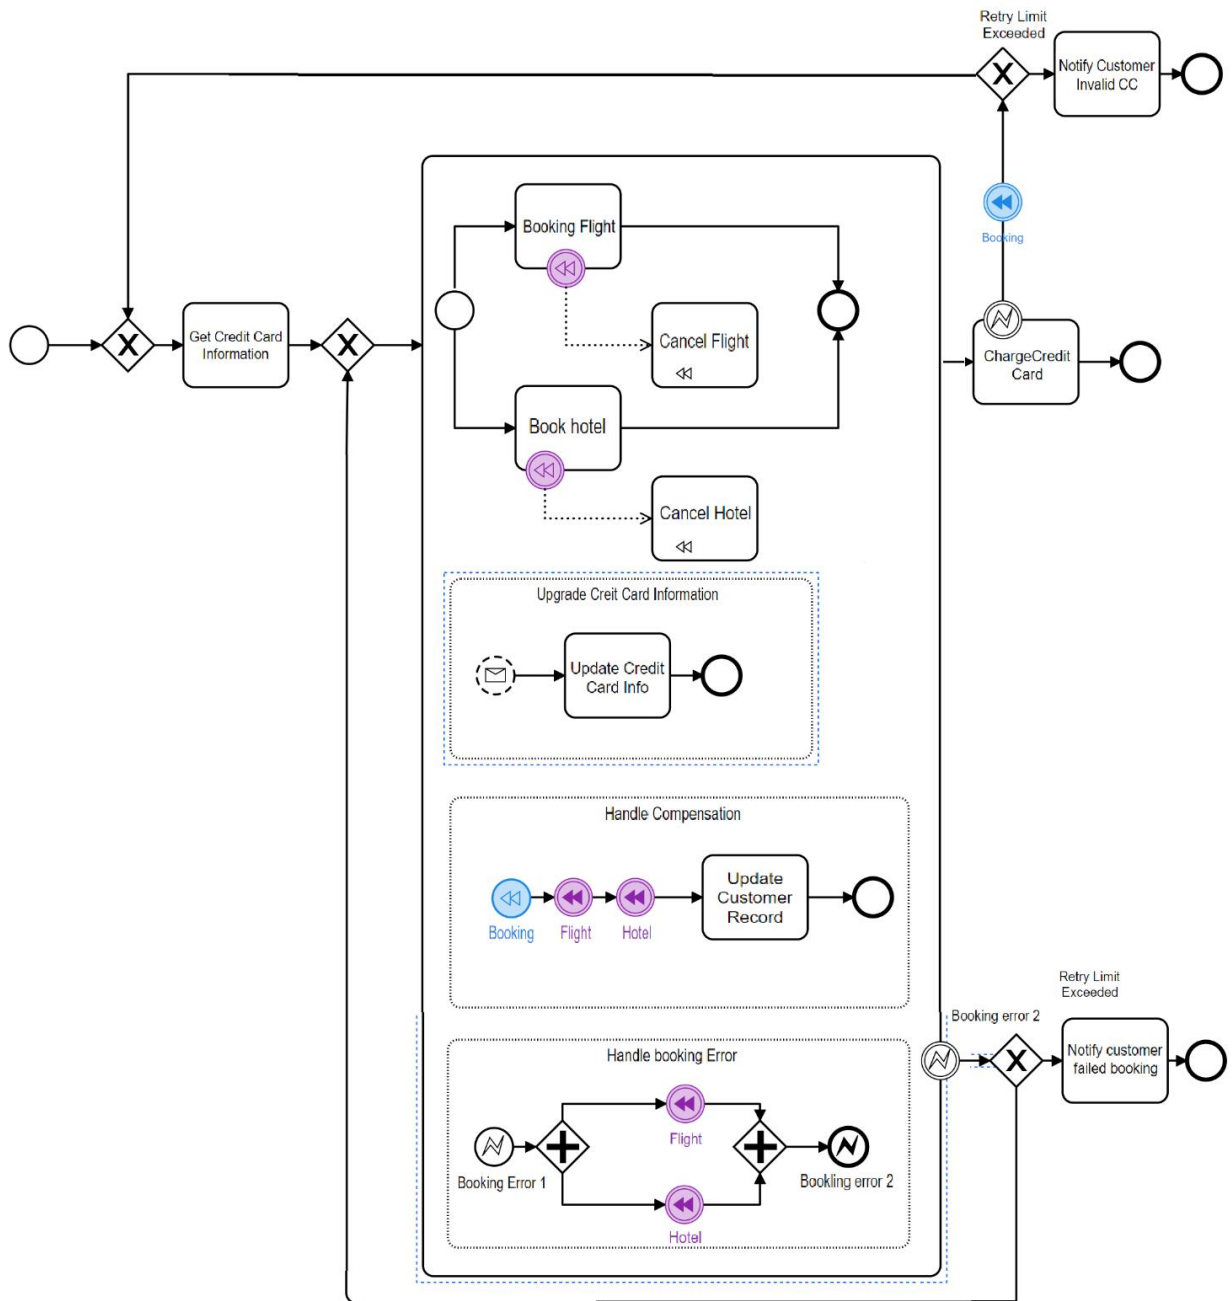 Retry Limit
Exceeded
Notify Customer
Invalid CC
Booking
Booking Flight
Get Credit Card
Information
Cancel Flight
ChargeCredit
Card
Book hotel
Cancel Hotel
Upgrade Creit Card Information
Update Credit
Card Info
Handle Compensation
Update
Customer
Record
Booking
Flight
Hotel
Retry Limit
Exceeded
Booking error 2
Handle booking Error
Notify customer
failed booking
Flight
Booking Error 1
Bookling error 2
Hotel